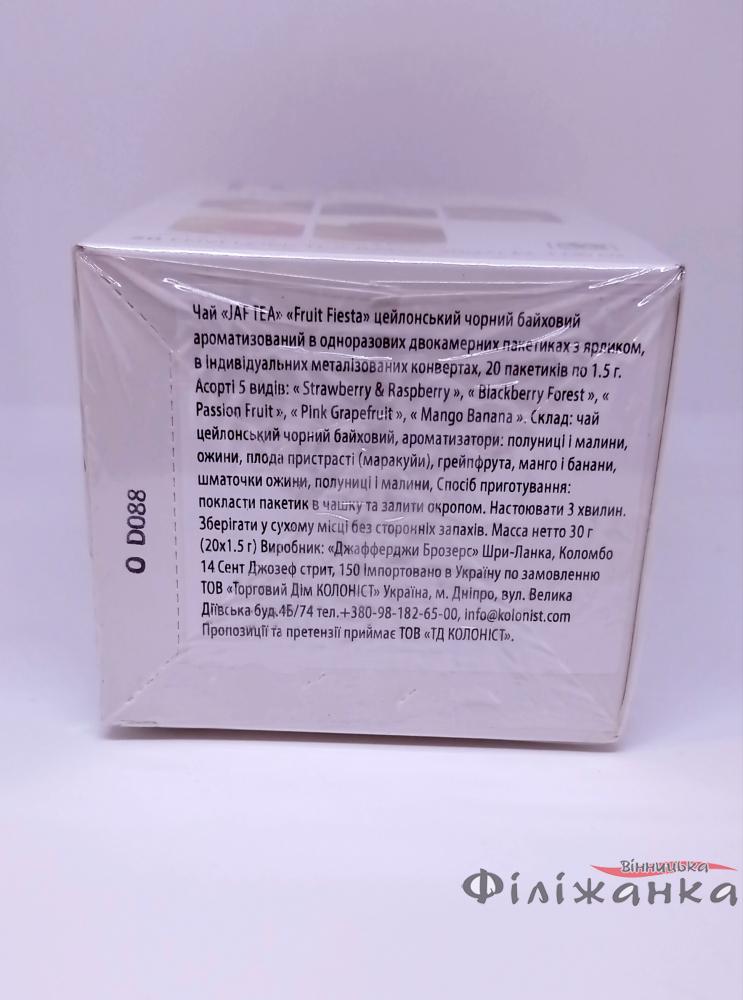 Чай «JAF TEA» «Fruit Fiesta» цейлонський чорний байховий
ароматизований в одноразових двокамерних пакетиках з ярликом,
в індивідуальних металізованих конвертах, 20 пакетиків по 1.5 г.
Асорті 5 видів: « Strawberry & Raspberry », « Blackberry Forest », «
Passion Fruit », « Pink Grapefruit », « Mango Banana ». Склад: чай
цейлонський чорний байховий, ароматизатори: полуниці і малини,
ожини, плода пристрасті (маракуйи), грейпфрута, манго і банани,
шматочки ожини, полуниці і малини, Спосіб приготування:
покласти пакетик в чашку та залити окропом. Настоювати 3 хвилин.
Зберігати у сухому місці без сторонніх запахів. Масса нетто 30 г
(20х1.5 г) Виробник: «Джафферджи Брозерс» Шри-Ланка, Коломбо
14 Сент Джозеф стрит, 150 Імпортовано в Україну по замовленню
ТОВ «Торговий Дім КОЛОНІСТ» Україна, м. Дніпро, вул. Велика
Діївська буд.4Б/74 тел.+380-98-182-65-00, info@kolonist.com
Пропозиції та претензії приймає ТОВ «ТД КОЛОНІСТ».
O D088
Вінницька
Філіжанка